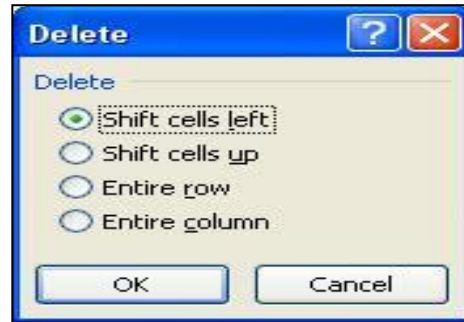 Delete
Delete
Shift cells left
Shift cells up
Entire row
Entire column
OK Cancel